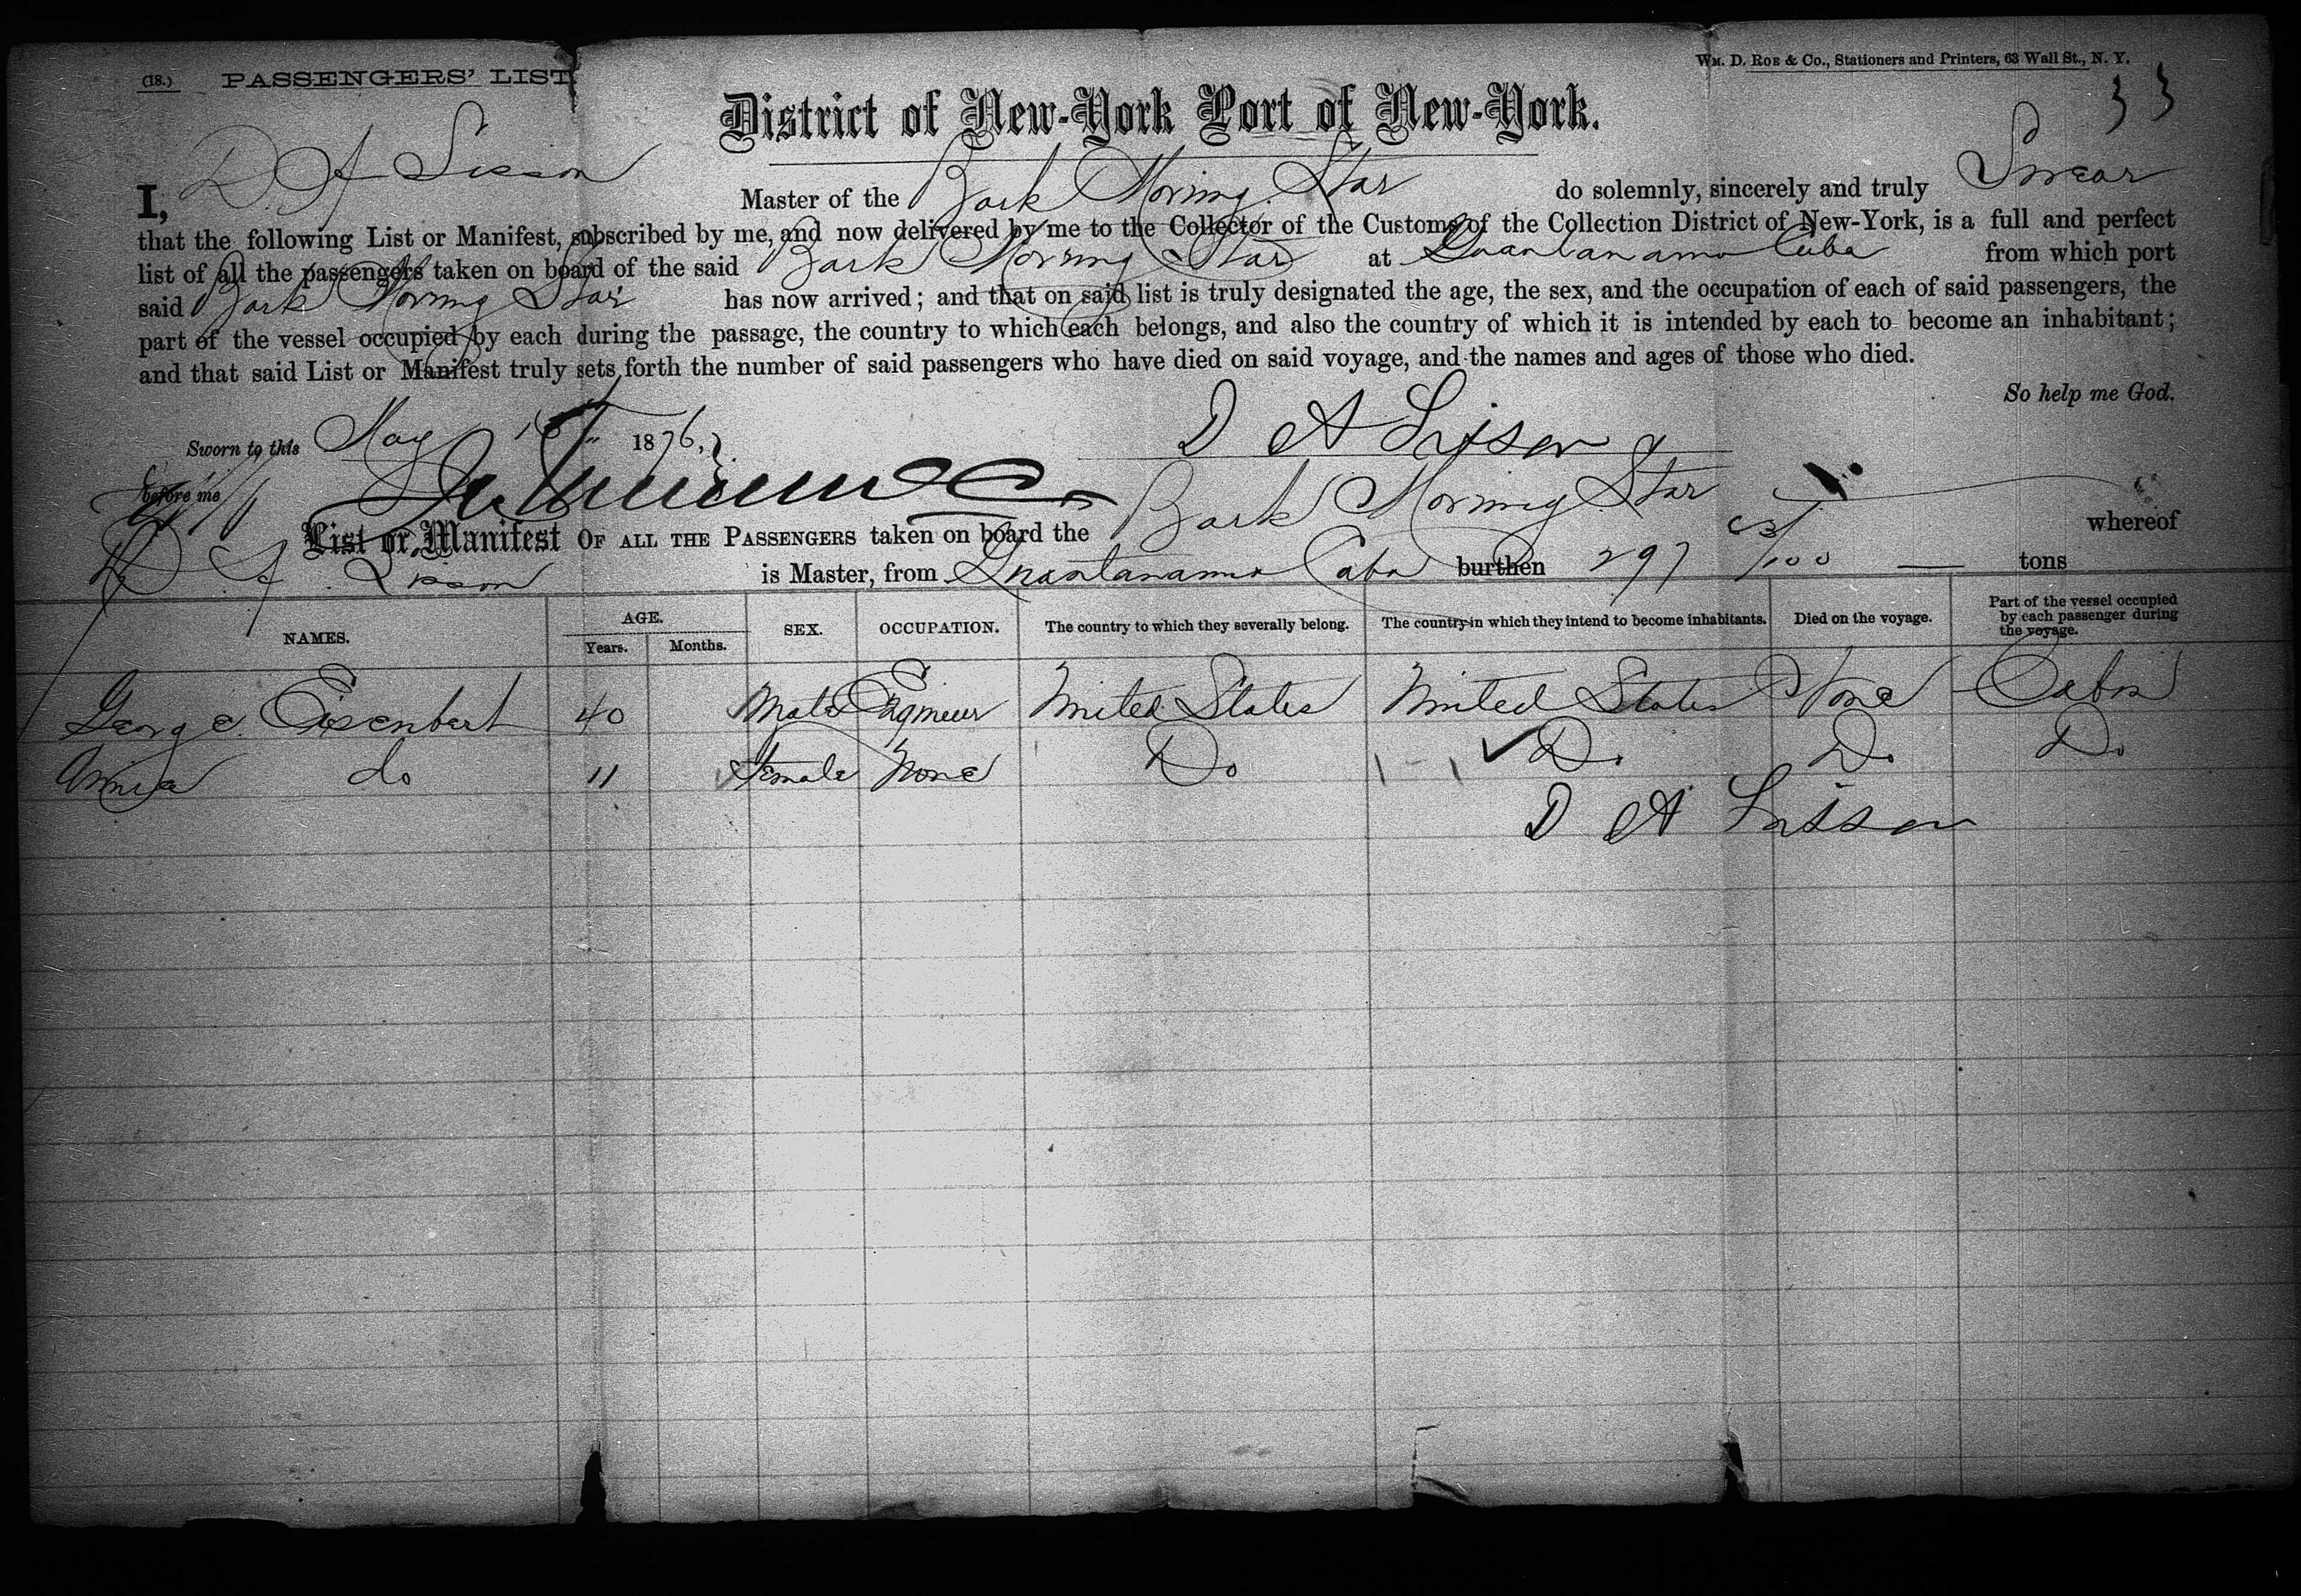 (18.) PASSENGERS' LIST
Wm. D. Roe & Co., Stationers and Printers, 63 Wall St., N. Y.
33
District of New-York Port of New-York.
I, D. A Sisson Master of the Bark Morning Star do solemnly, sincerely and truly Swear
that the following List or Manifest, subscribed by me, and now delivered by me to the Collector of the Customs of the Collection District of New-York, is a full and perfect
list of all the passengers taken on board of the said Bark Morning Star at Guantanamo Cuba from which port
said Bark Morning Star has now arrived; and that on said list is truly designated the age, the sex, and the occupation of each of said passengers, the
part of the vessel occupied by each during the passage, the country to which each belongs, and also the country of which it is intended by each to become an inhabitant;
and that said List or Manifest truly sets forth the number of said passengers who have died on said voyage, and the names and ages of those who died.
So help me God.
Sworn to this May 1876. D A Sisson
before me
List or Manifest OF ALL THE PASSENGERS taken on board the Bark Morning Star whereof
D. A. Sisson is Master, from Guantanamo Cuba burthen 297 63/100 tons
NAMES. AGE. Years. Months. SEX. OCCUPATION. The country to which they severally belong. The country in which they intend to become inhabitants. Died on the voyage. Part of the vessel occupied by each passenger during the voyage.
George Eisenbart 40 Male Engineer United States United States None Cabin
Annia do 11 female None Do Do Do Do
D A Sisson